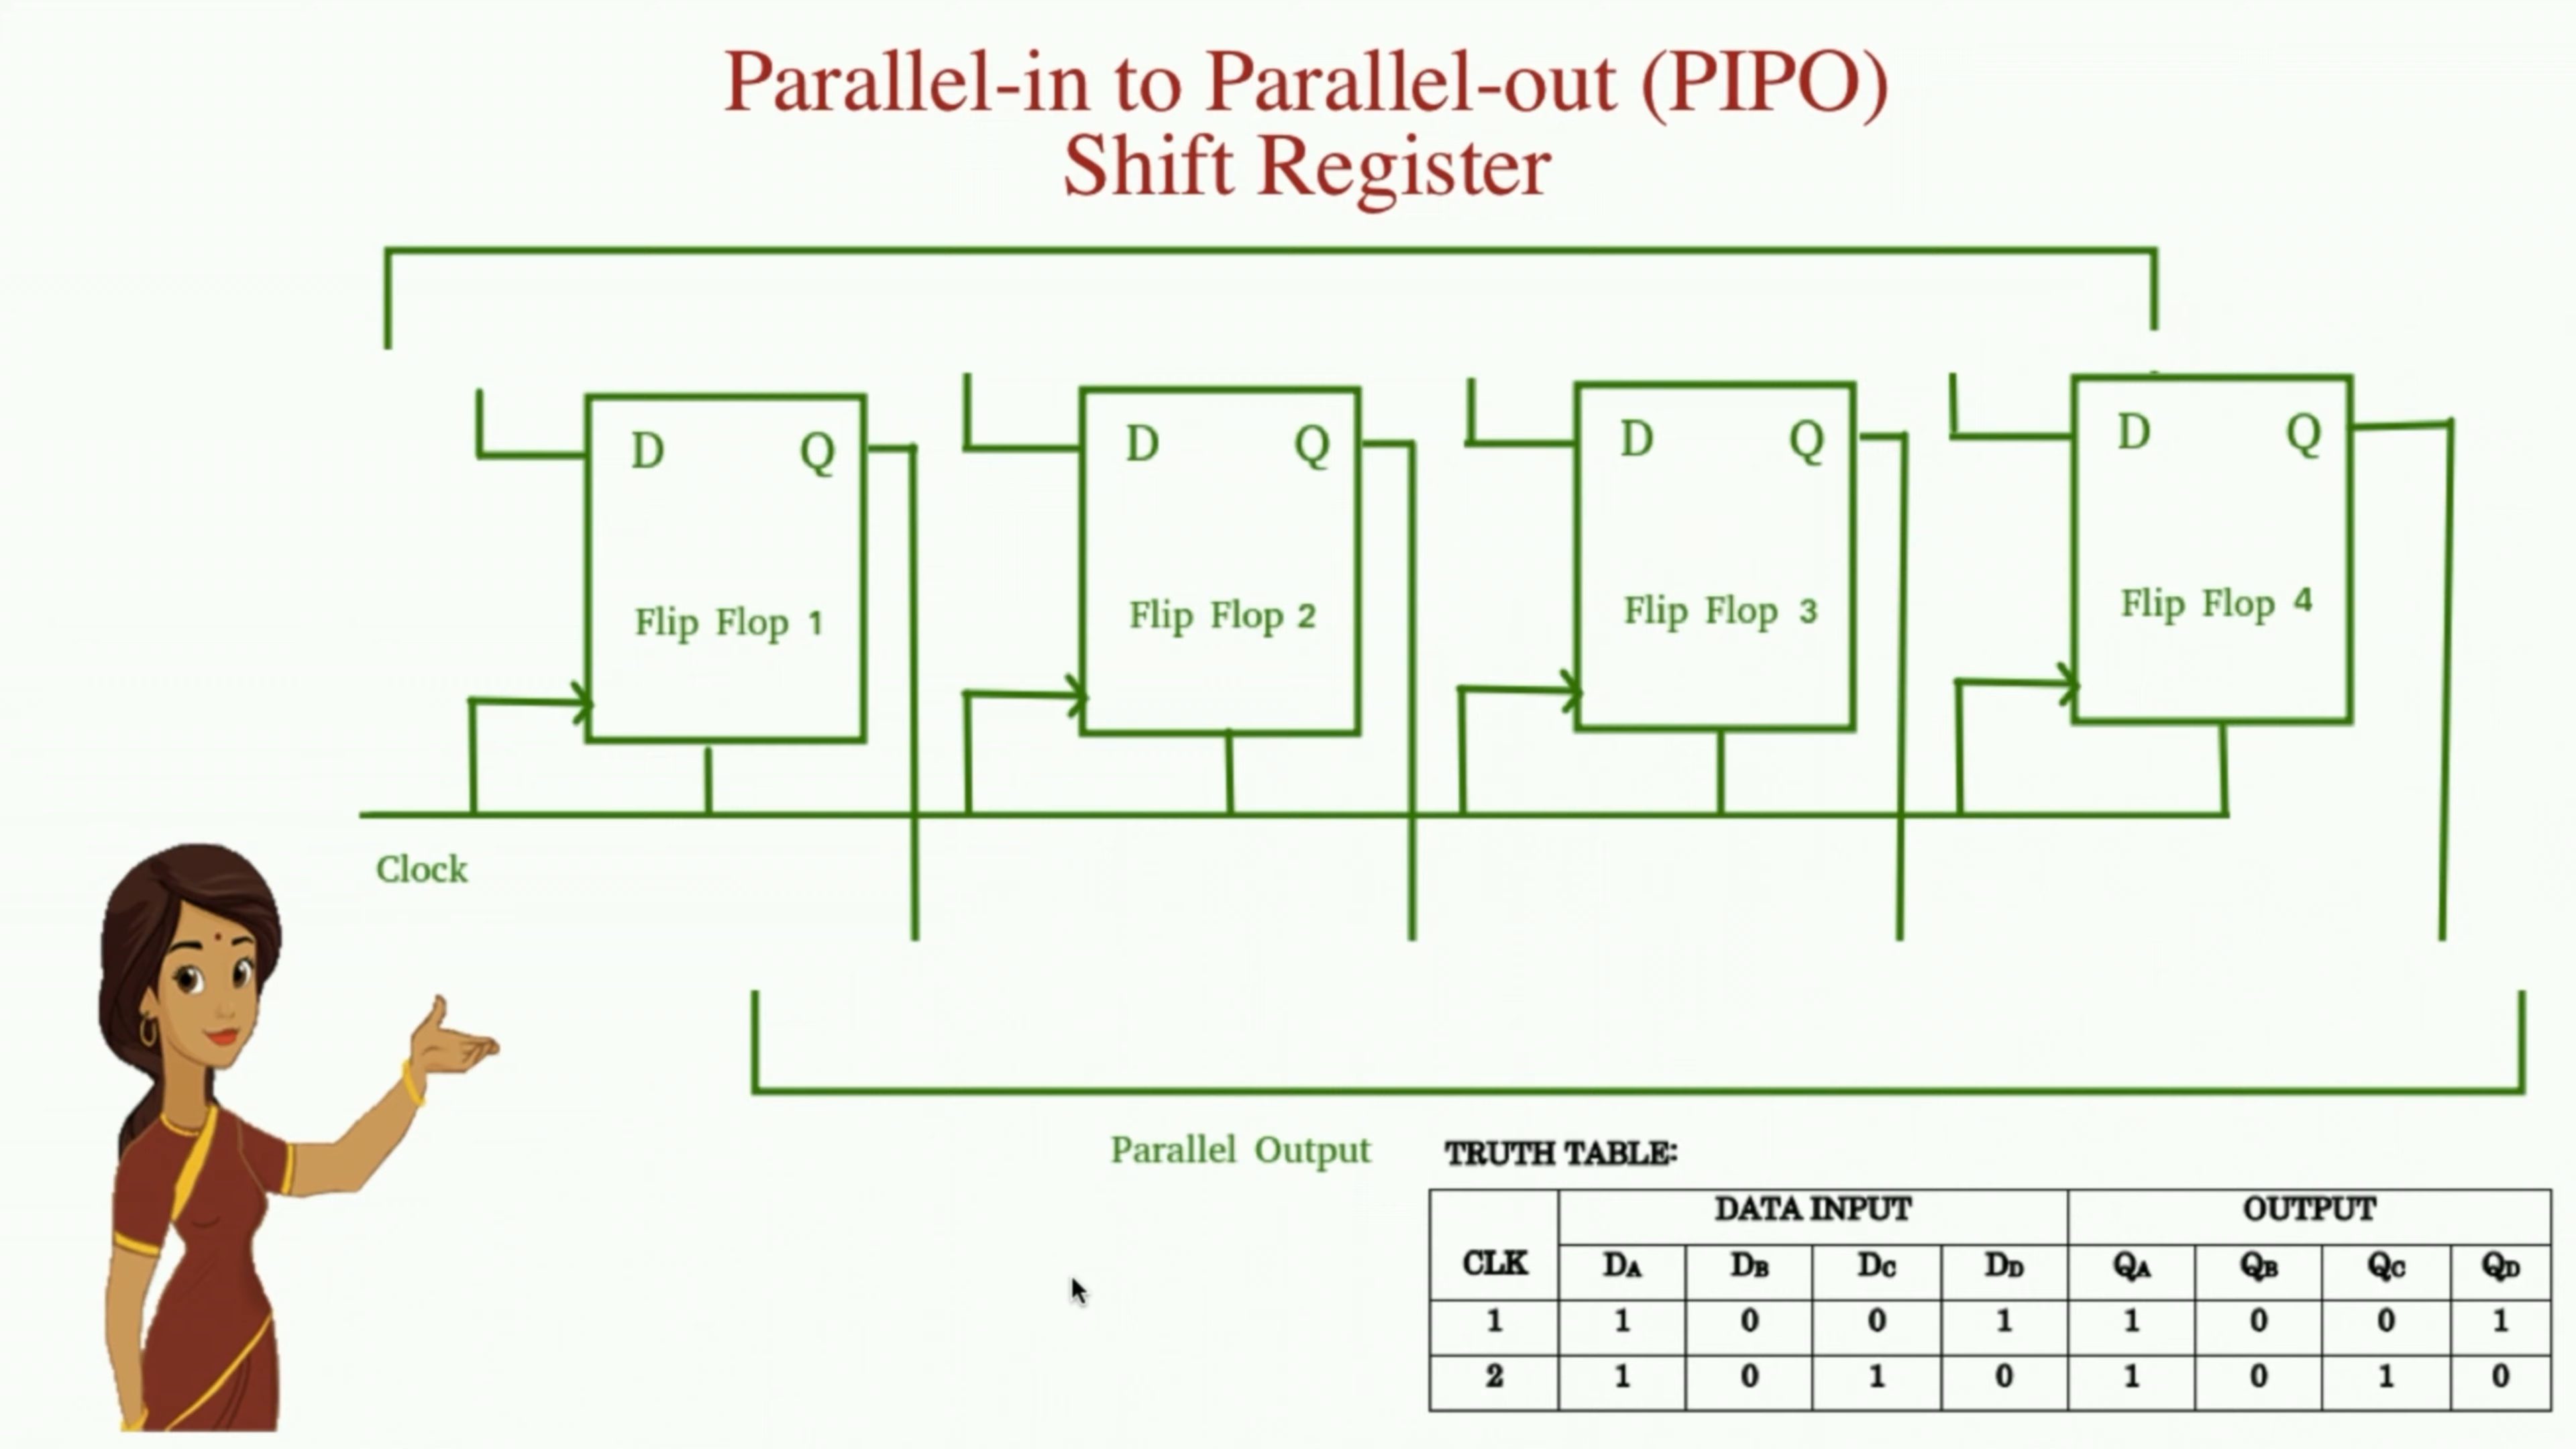 Parallel-in to Parallel-out (PIPO)
Shift Register
D Q
Flip Flop 1
D Q
Flip Flop 2
D Q
Flip Flop 3
D Q
Flip Flop 4
Clock
Parallel Output
TRUTH TABLE:
CLK DATA INPUT OUTPUT
DA DB DC DD QA QB QC QD
1 1 0 0 1 1 0 0 1
2 1 0 1 0 1 0 1 0